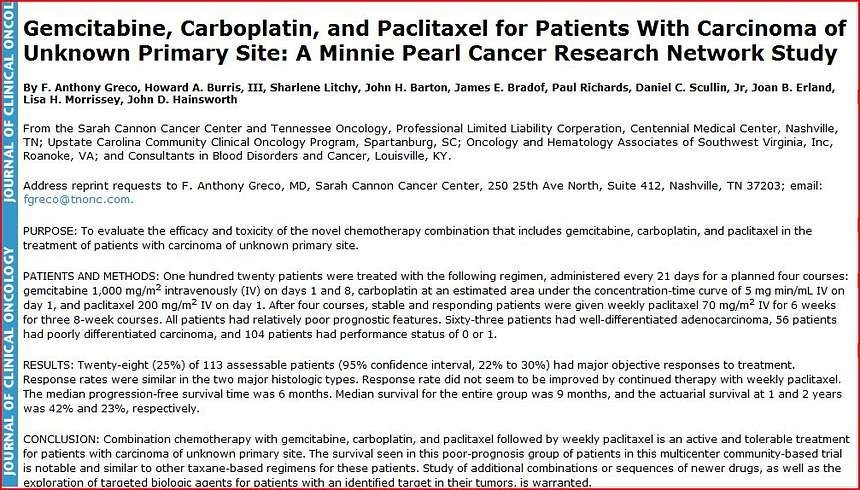 Gemcitabine, Carboplatin, and Paclitaxel for Patients With Carcinoma of
Unknown Primary Site: A Minnie Pearl Cancer Research Network Study
By F. Anthony Greco, Howard A. Burris, III, Sharlene Litchy, John H. Barton, James E. Bradof, Paul Richards, Daniel C. Scullin, Jr, Joan B. Erland,
Lisa H. Morrissey, John D. Hainsworth
From the Sarah Cannon Cancer Center and Tennessee Oncology, Professional Limited Liability Corperation, Centennial Medical Center, Nashville,
TN; Upstate Carolina Community Clinical Oncology Program, Spartanburg, SC; Oncology and Hematology Associates of Southwest Virginia, Inc,
Roanoke, VA; and Consultants in Blood Disorders and Cancer, Louisville, KY.
Address reprint requests to F. Anthony Greco, MD, Sarah Cannon Cancer Center, 250 25th Ave North, Suite 412, Nashville, TN 37203; email:
fgreco@tnonc.com.
PURPOSE: To evaluate the efficacy and toxicity of the novel chemotherapy combination that includes gemcitabine, carboplatin, and paclitaxel in the
treatment of patients with carcinoma of unknown primary site.
PATIENTS AND METHODS: One hundred twenty patients were treated with the following regimen, administered every 21 days for a planned four courses:
gemcitabine 1,000 mg/m² intravenously (IV) on days 1 and 8, carboplatin at an estimated area under the concentration-time curve of 5 mg min/mL IV on
day 1, and paclitaxel 200 mg/m² IV on day 1. After four courses, stable and responding patients were given weekly paclitaxel 70 mg/m² IV for 6 weeks
for three 8-week courses. All patients had relatively poor prognostic features. Sixty-three patients had well-differentiated adenocarcinoma, 56 patients
had poorly differentiated carcinoma, and 104 patients had performance status of 0 or 1.
RESULTS: Twenty-eight (25%) of 113 assessable patients (95% confidence interval, 22% to 30%) had major objective responses to treatment.
Response rates were similar in the two major histologic types. Response rate did not seem to be improved by continued therapy with weekly paclitaxel.
The median progression-free survival time was 6 months. Median survival for the entire group was 9 months, and the actuarial survival at 1 and 2 years
was 42% and 23%, respectively.
CONCLUSION: Combination chemotherapy with gemcitabine, carboplatin, and paclitaxel followed by weekly paclitaxel is an active and tolerable treatment
for patients with carcinoma of unknown primary site. The survival seen in this poor-prognosis group of patients in this multicenter community-based trial
is notable and similar to other taxane-based regimens for these patients. Study of additional combinations or sequences of newer drugs, as well as the
exploration of targeted biologic agents for patients with an identified target in their tumors, is warranted.
JOURNAL OF CLINICAL ONCOL
JOURNAL OF CLINICAL ONCOLOGY